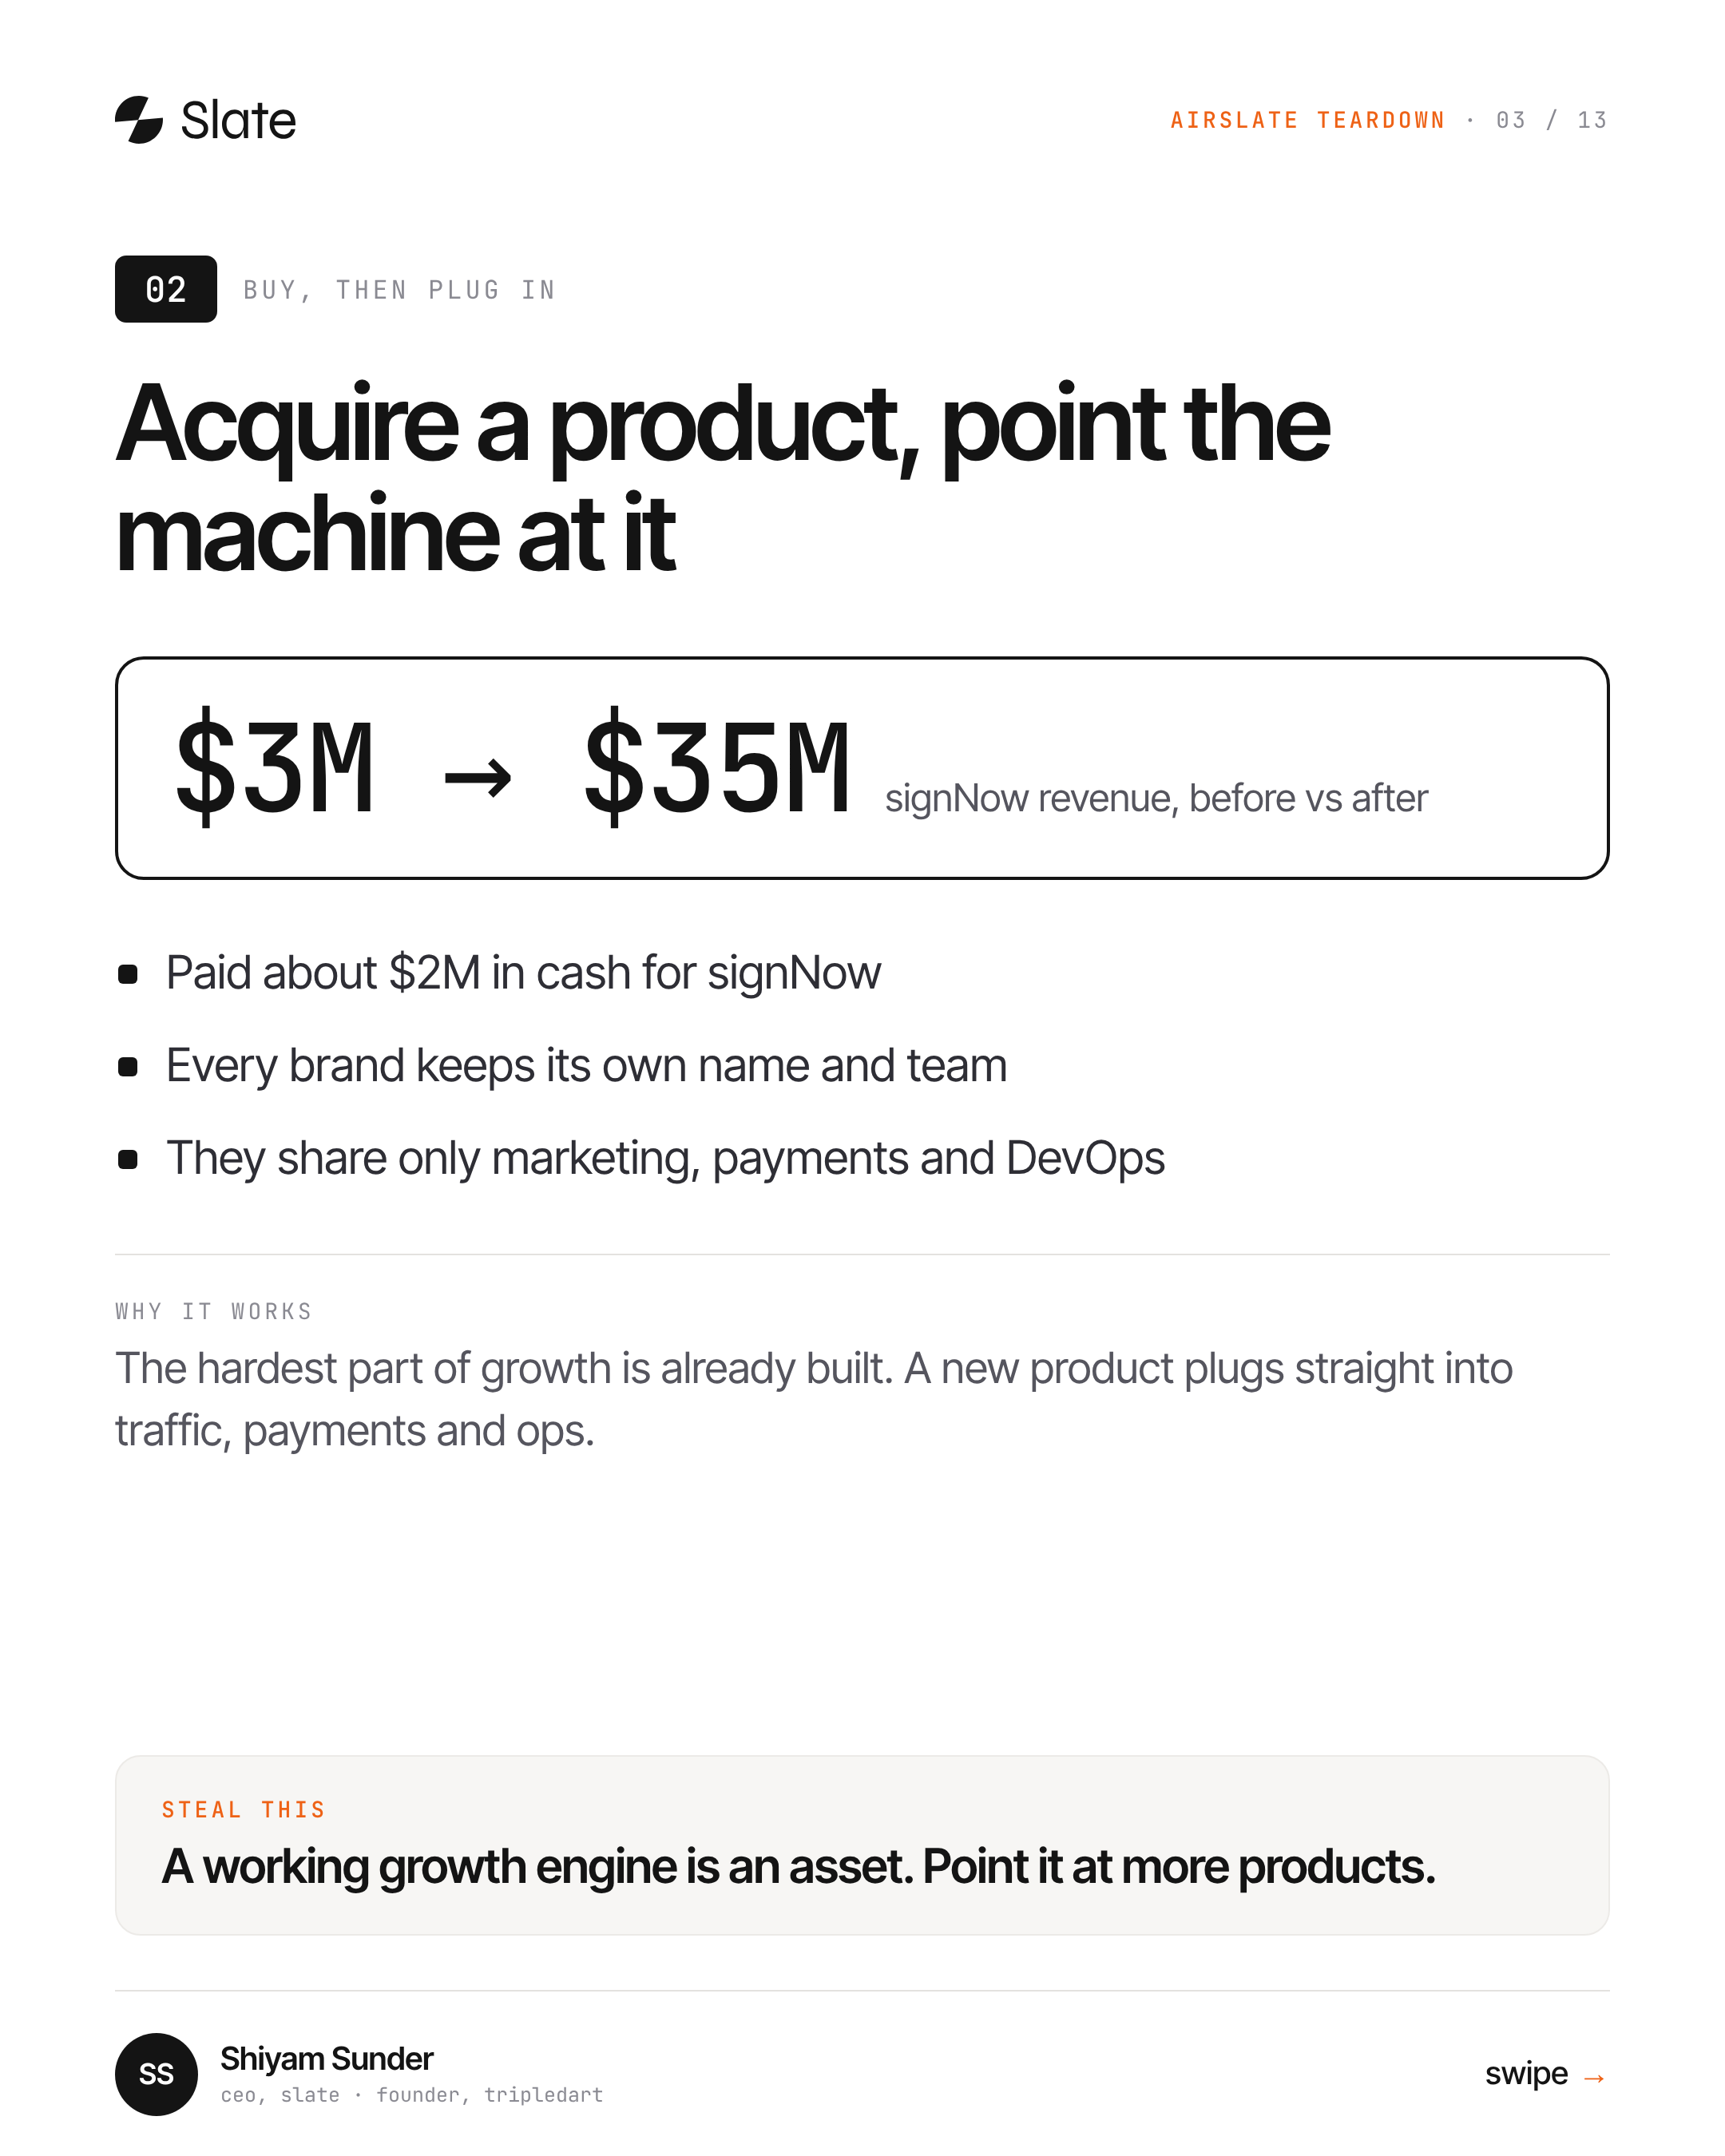 Slate
AIRSLATE TEARDOWN · 03 / 13
02
BUY, THEN PLUG IN
Acquire a product, point the
machine at it
$3M → $35M signNow revenue, before vs after
Paid about $2M in cash for signNow
Every brand keeps its own name and team
They share only marketing, payments and DevOps
WHY IT WORKS
The hardest part of growth is already built. A new product plugs straight into
traffic, payments and ops.
STEAL THIS
A working growth engine is an asset. Point it at more products.
SS
Shiyam Sunder
ceo, slate · founder, tripledart
swipe →